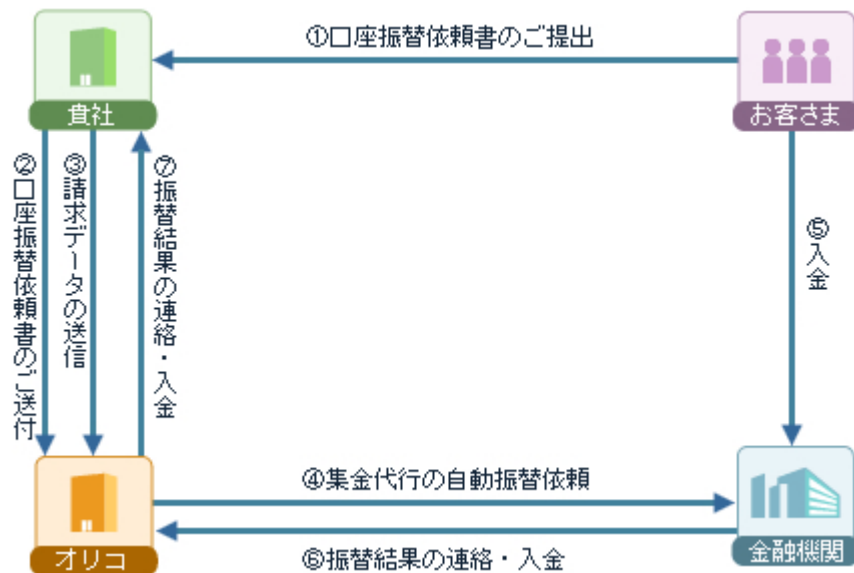 ①口座振替依頼書のご提出
貴社
お客さま
②口座振替依頼書のご送付
③請求データの送信
⑦振替結果の連絡・入金
⑤入金
④集金代行の自動振替依頼
⑥振替結果の連絡・入金
オリコ
金融機関